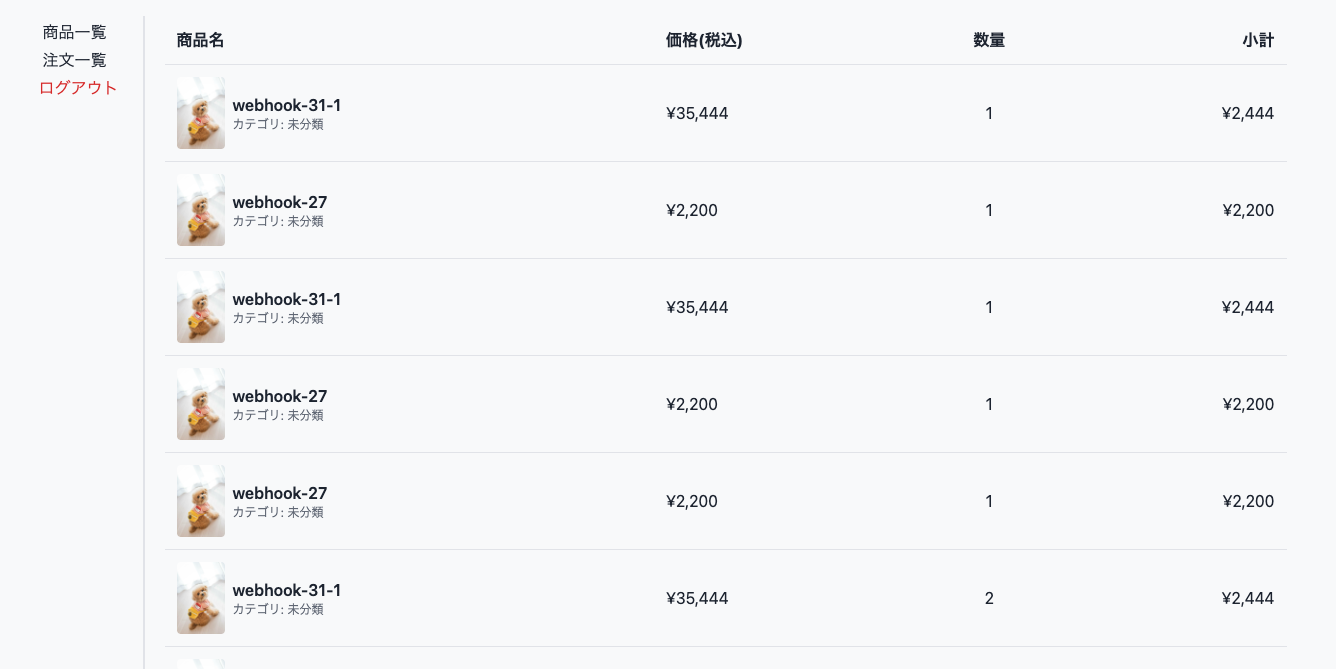 商品一覧
注文一覧
ログアウト
商品名 価格(税込) 数量 小計
webhook-31-1
カテゴリ: 未分類
¥35,444 1 ¥2,444
webhook-27
カテゴリ: 未分類
¥2,200 1 ¥2,200
webhook-31-1
カテゴリ: 未分類
¥35,444 1 ¥2,444
webhook-27
カテゴリ: 未分類
¥2,200 1 ¥2,200
webhook-27
カテゴリ: 未分類
¥2,200 1 ¥2,200
webhook-31-1
カテゴリ: 未分類
¥35,444 2 ¥2,444